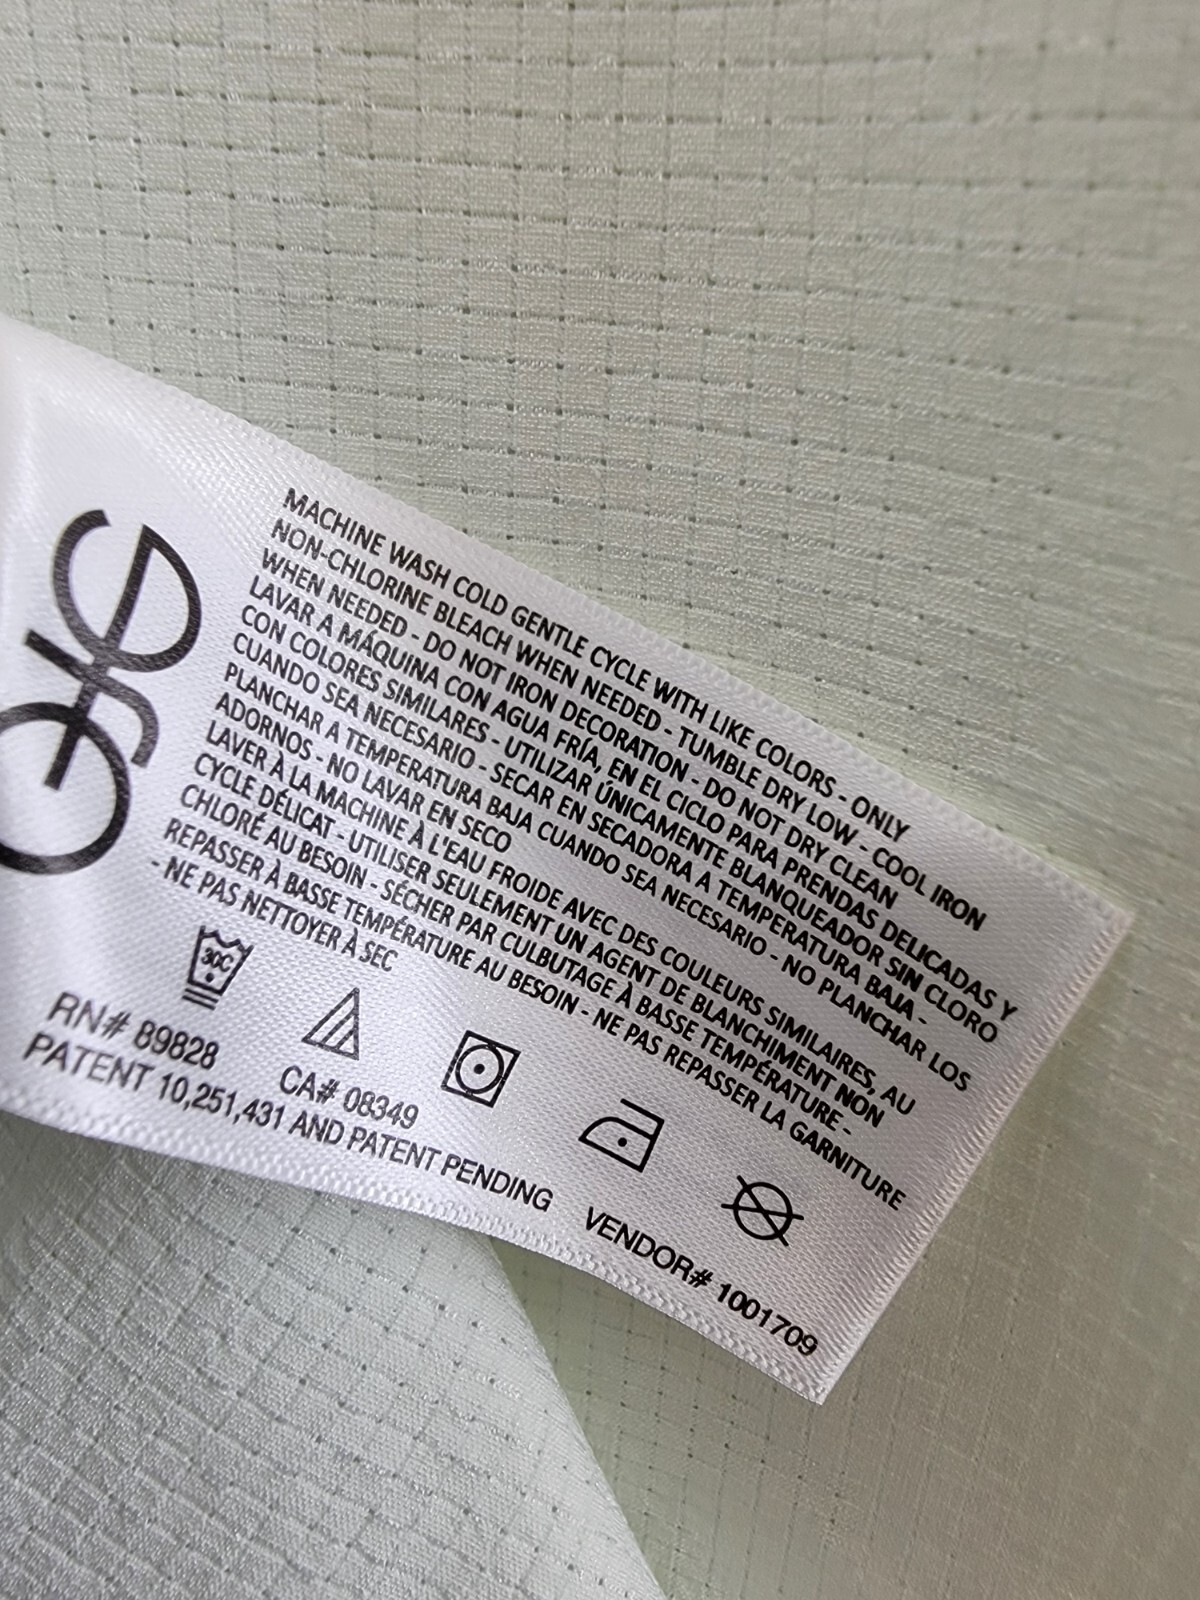 MACHINE WASH COLD GENTLE CYCLE WITH LIKE COLORS - ONLY
NON-CHLORINE BLEACH WHEN NEEDED - TUMBLE DRY LOW - COOL IRON
WHEN NEEDED - DO NOT IRON DECORATION - DO NOT DRY CLEAN
LAVAR A MÁQUINA CON AGUA FRÍA, EN EL CICLO PARA PRENDAS DELICADAS Y
CON COLORES SIMILARES - UTILIZAR ÚNICAMENTE BLANQUEADOR SIN CLORO
CUANDO SEA NECESARIO - SECAR EN SECADORA A TEMPERATURA BAJA -
PLANCHAR A TEMPERATURA BAJA CUANDO SEA NECESARIO - NO PLANCHAR LOS
ADORNOS - NO LAVAR EN SECO
LAVER À LA MACHINE À L'EAU FROIDE AVEC DES COULEURS SIMILAIRES, AU
CYCLE DÉLICAT - UTILISER SEULEMENT UN AGENT DE BLANCHIMENT NON
CHLORÉ AU BESOIN - SÉCHER PAR CULBUTAGE À BASSE TEMPÉRATURE -
REPASSER À BASSE TEMPÉRATURE AU BESOIN - NE PAS REPASSER LA GARNITURE
- NE PAS NETTOYER À SEC
30C
RN# 89828 CA# 08349
PATENT 10,251,431 AND PATENT PENDING VENDOR# 1001709